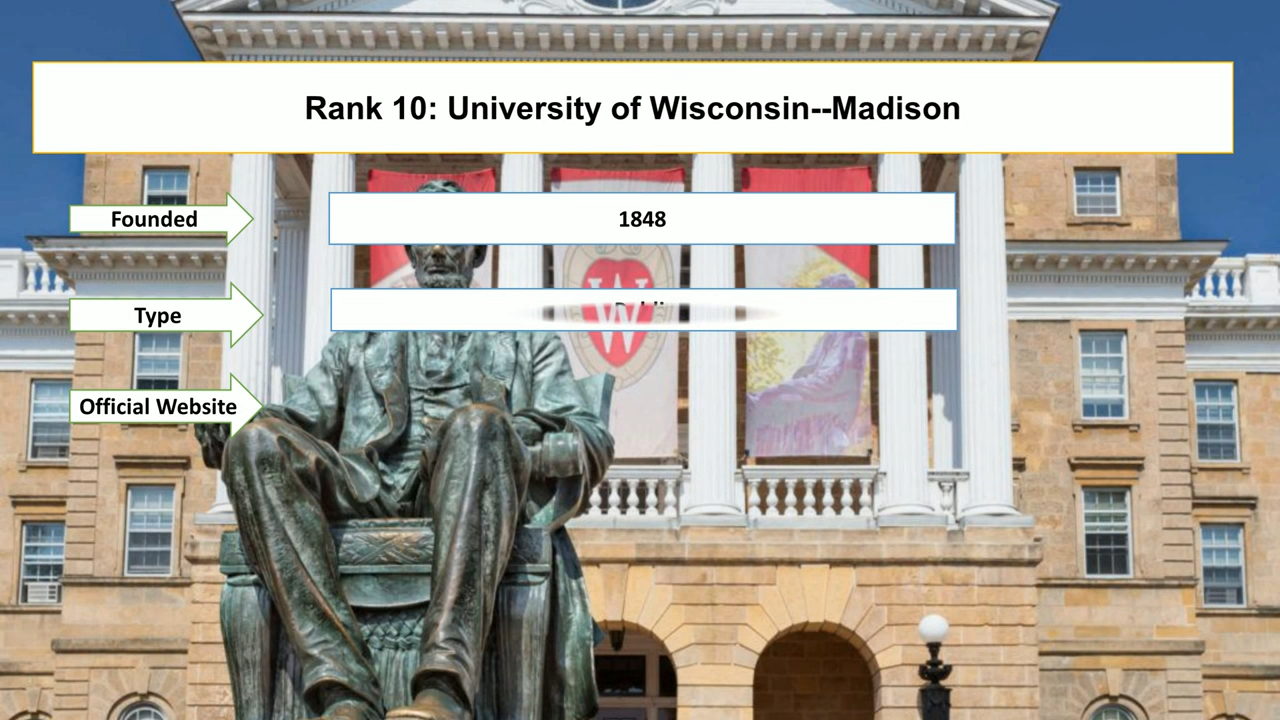 Rank 10: University of Wisconsin--Madison
Founded
1848
Type
Official Website
W